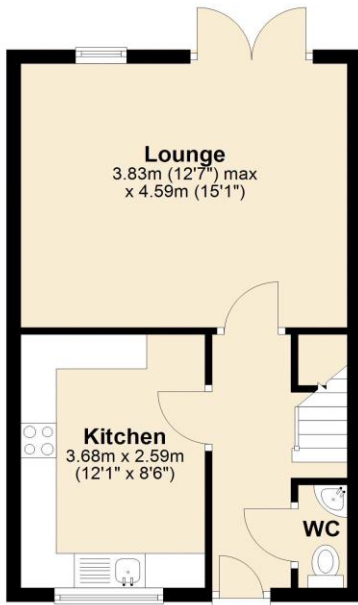 Lounge
3.83m (12'7") max
x 4.59m (15'1")
Kitchen
3.68m x 2.59m
(12'1" x 8'6")
WC